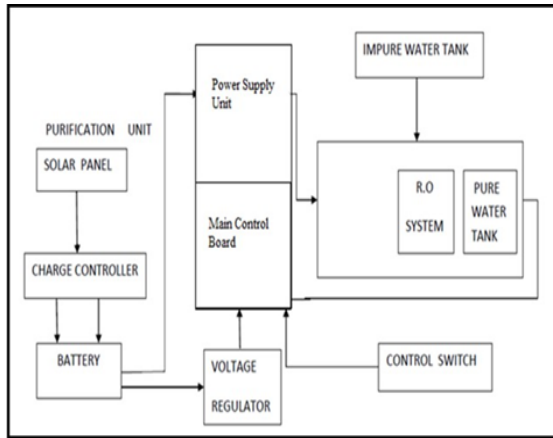 IMPURE WATER TANK
Power Supply
Unit
PURIFICATION UNIT
SOLAR PANEL
R.O
SYSTEM
PURE
WATER
TANK
Main Control
Board
CHARGE CONTROLLER
BATTERY
VOLTAGE
REGULATOR
CONTROL SWITCH